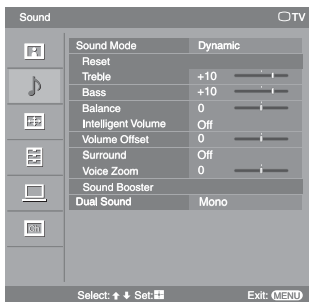 Sound TV
Sound Mode Dynamic
Reset
Treble +10
Bass +10
Balance 0
Intelligent Volume Off
Volume Offset 0
Surround Off
Voice Zoom 0
Sound Booster
Dual Sound Mono
Select: Set: Exit: MENU